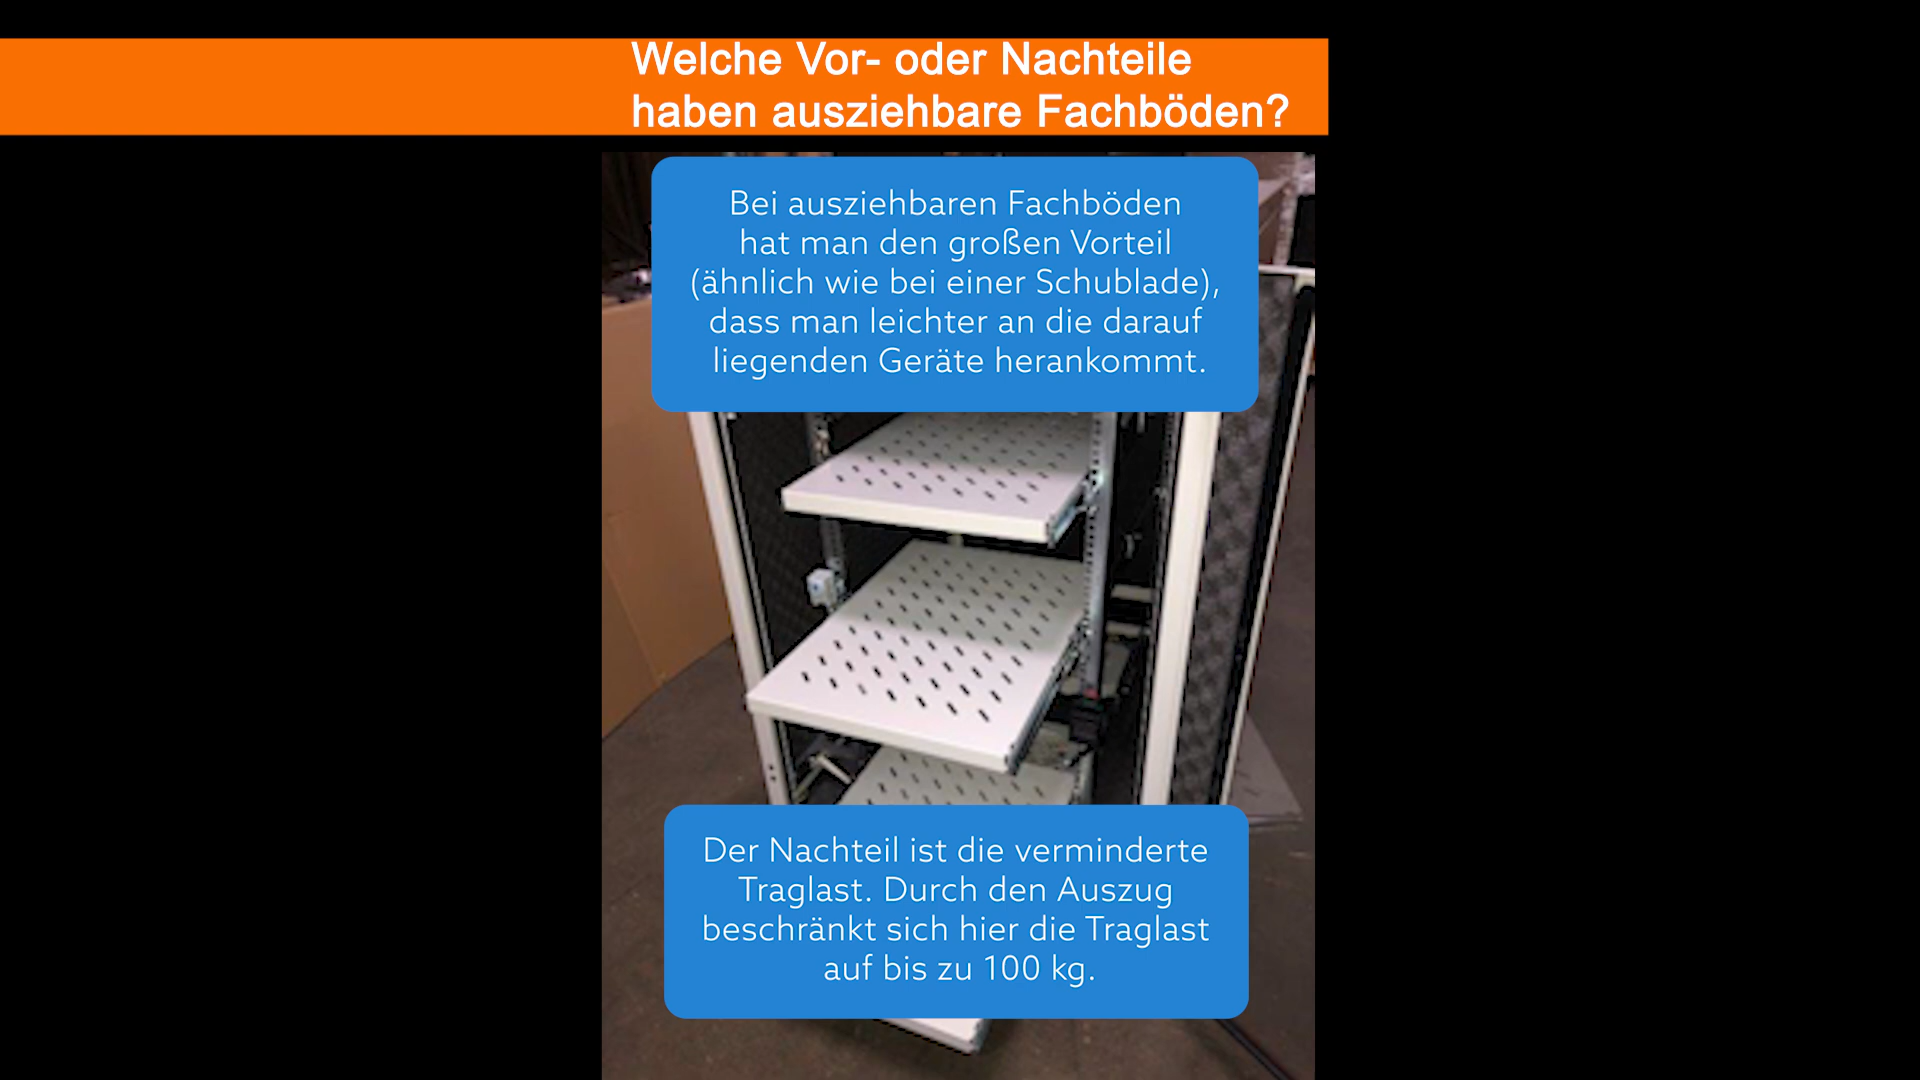 Welche Vor- oder Nachteile
haben ausziehbare Fachböden?
Bei ausziehbaren Fachböden
hat man den großen Vorteil
(ähnlich wie bei einer Schublade),
dass man leichter an die darauf
liegenden Geräte herankommt.
Der Nachteil ist die verminderte
Traglast. Durch den Auszug
beschränkt sich hier die Traglast
auf bis zu 100 kg.